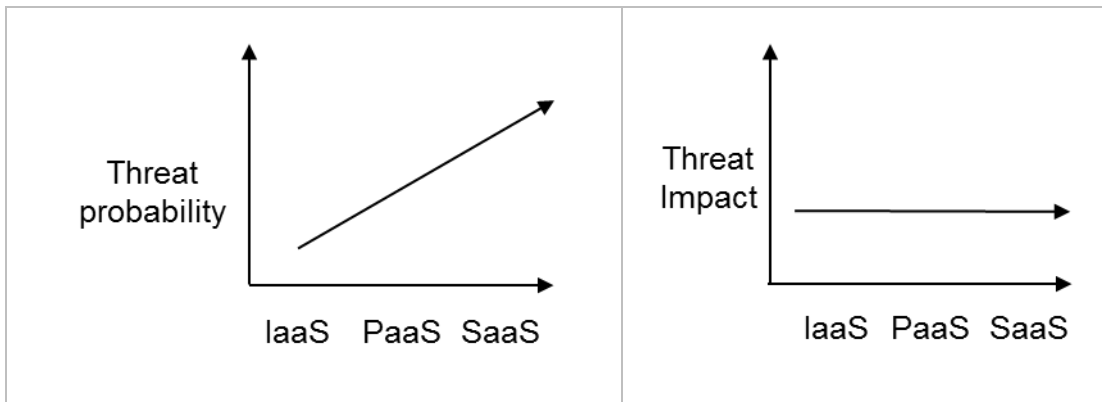 Threat
probability
IaaS PaaS SaaS
Threat
Impact
IaaS PaaS SaaS